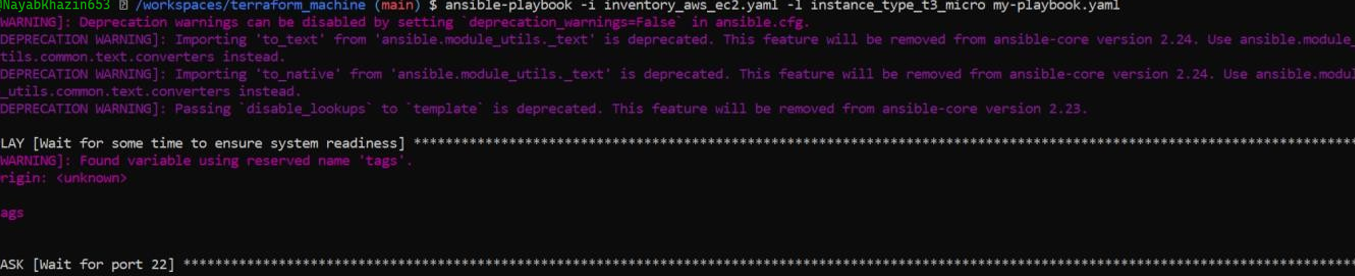 @NayabKhazin653 /workspaces/terraform_machine (main) $ ansible-playbook -i inventory_aws_ec2.yaml -l instance_type_t3_micro my-playbook.yaml
WARNING]: Deprecation warnings can be disabled by setting `deprecation_warnings=False` in ansible.cfg.
DEPRECATION WARNING]: Importing 'to_text' from 'ansible.module_utils._text' is deprecated. This feature will be removed from ansible-core version 2.24. Use ansible.module_
tils.common.text.converters instead.
DEPRECATION WARNING]: Importing 'to_native' from 'ansible.module_utils._text' is deprecated. This feature will be removed from ansible-core version 2.24. Use ansible.modul
_utils.common.text.converters instead.
DEPRECATION WARNING]: Passing `disable_lookups` to `template` is deprecated. This feature will be removed from ansible-core version 2.23.
LAY [Wait for some time to ensure system readiness] ********************************************************************************************************************
WARNING]: Found variable using reserved name 'tags'.
rigin: <unknown>
ags
ASK [Wait for port 22] *************************************************************************************************************************************************